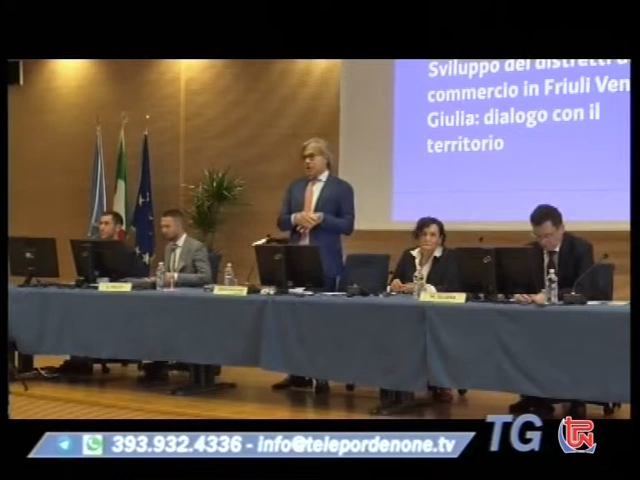 Sviluppo dei distretti d
commercio in Friuli Ven
Giulia: dialogo con il
territorio
393.932.4336 - info@telepordenone.tv
TG